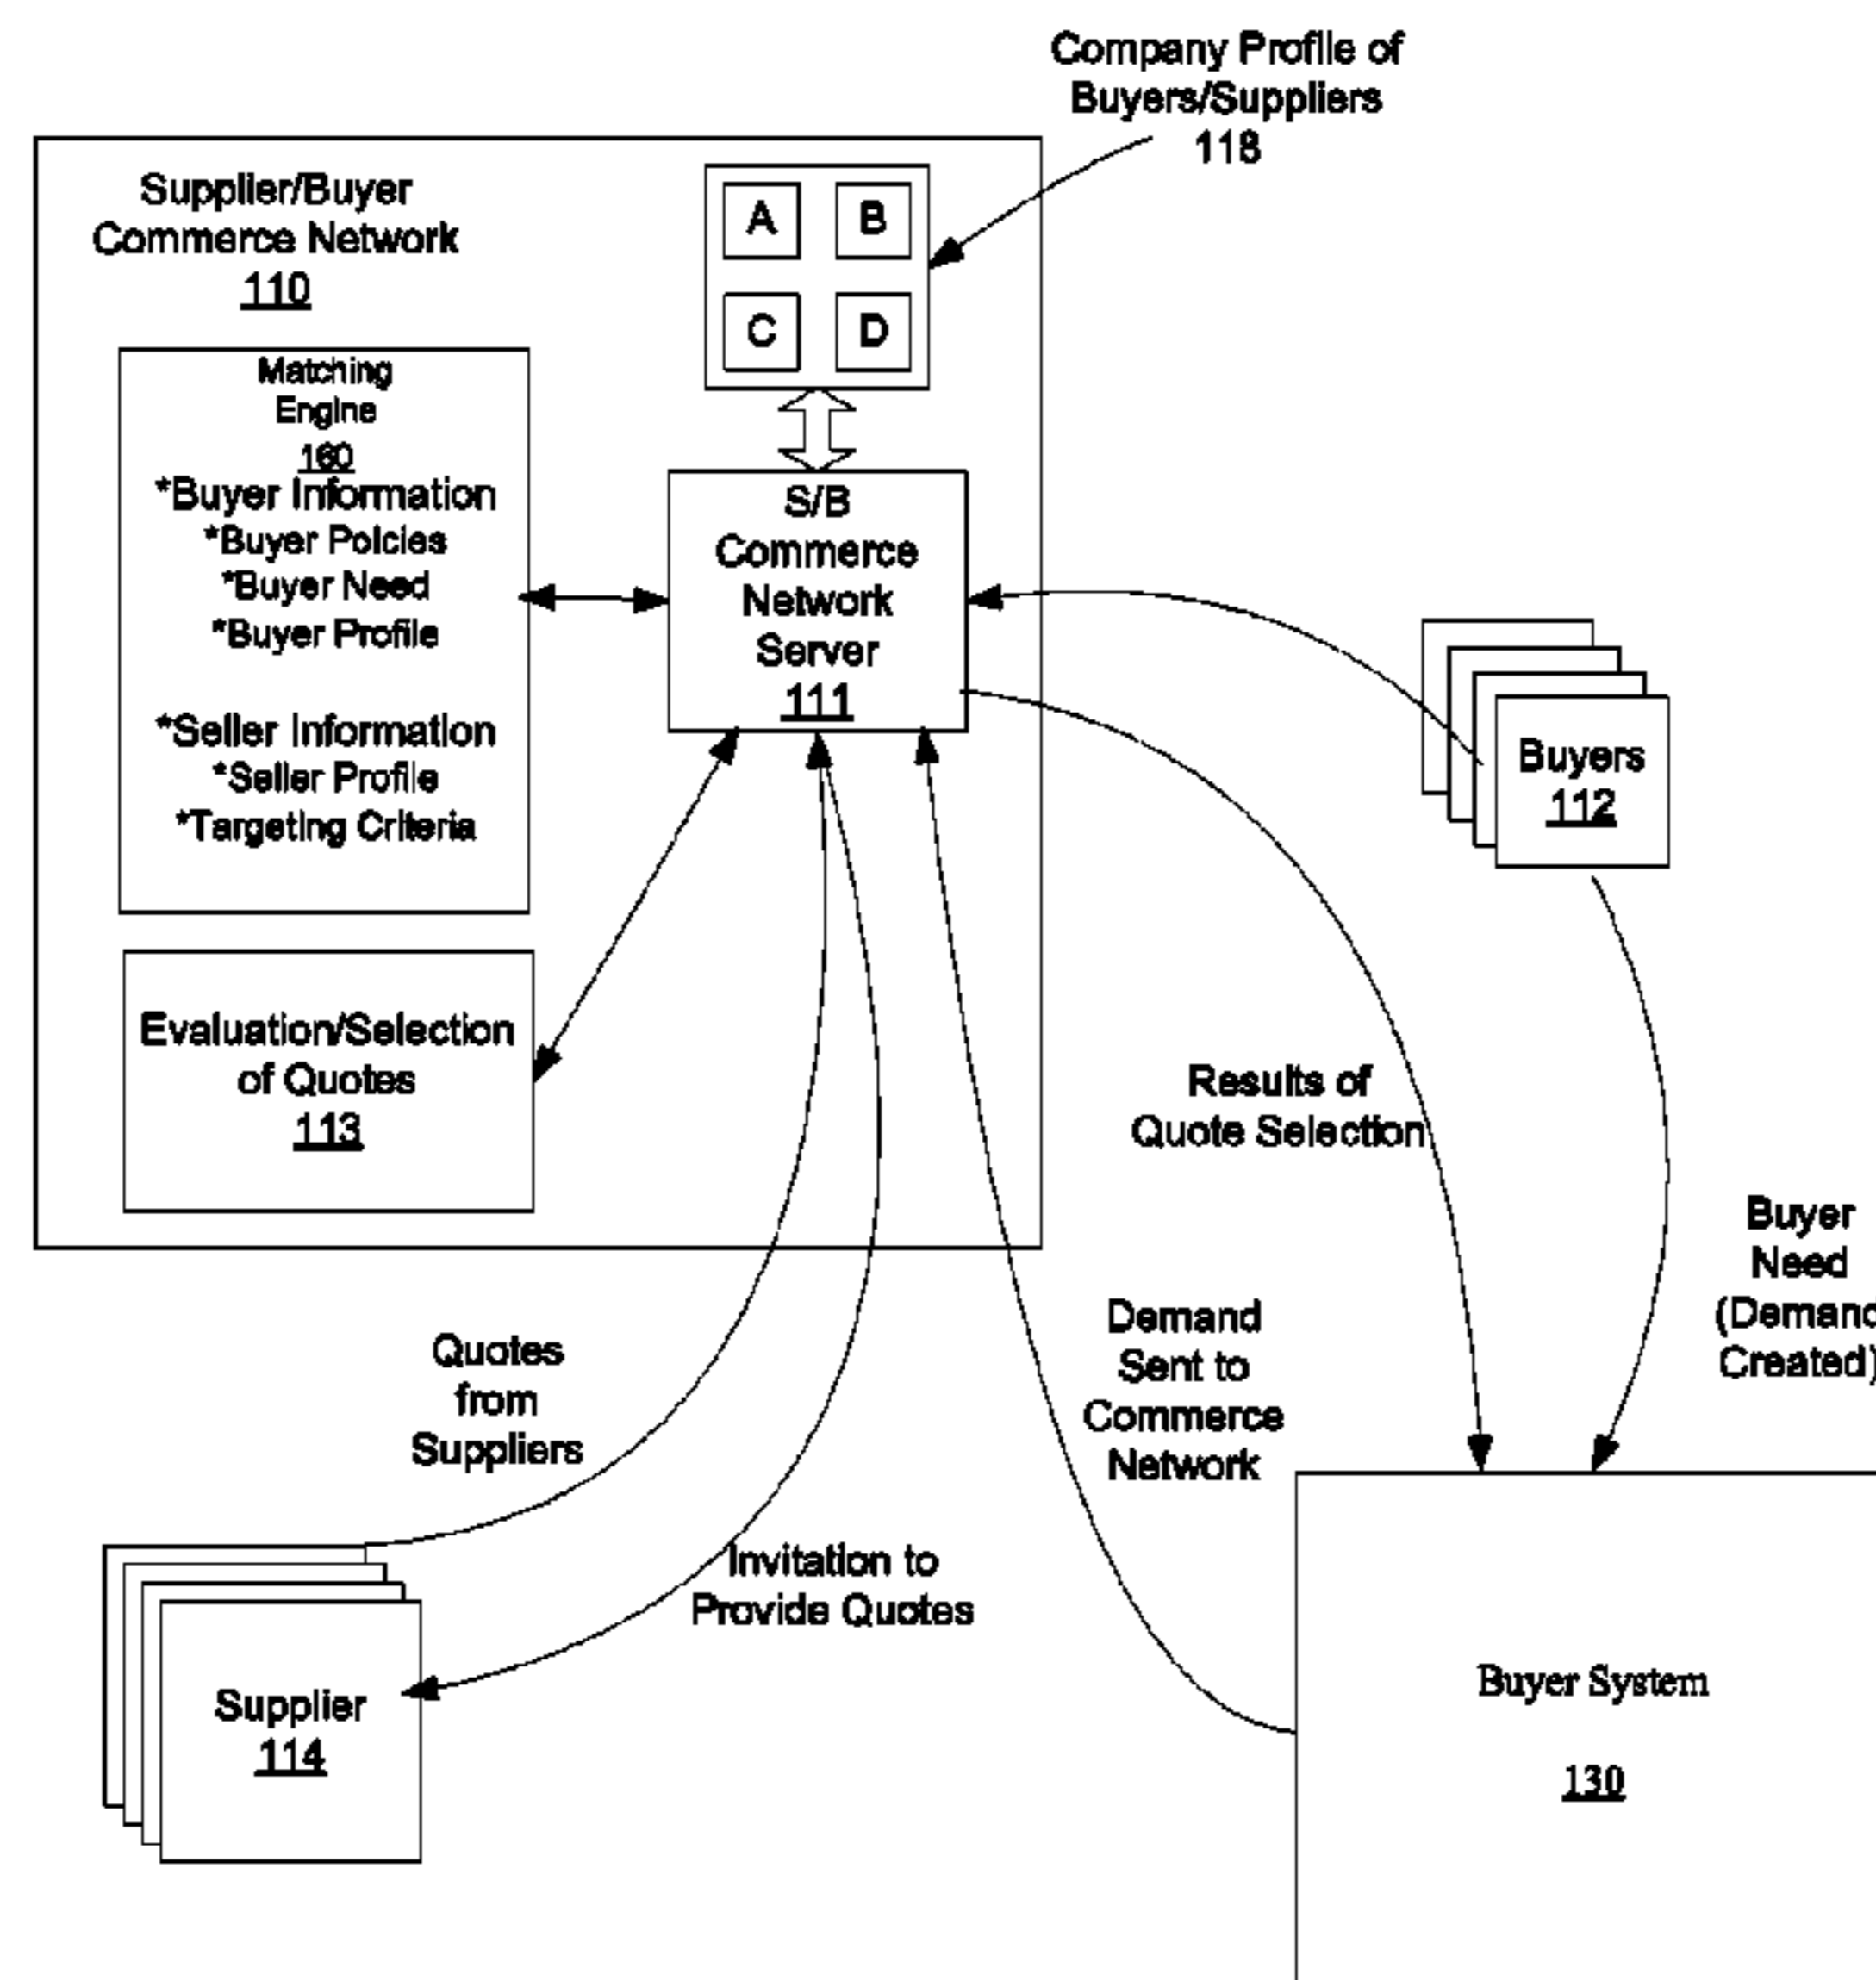 Company Profile of
Buyers/Suppliers
118
Supplier/Buyer
Commerce Network
110
A
B
C
D
Matching
Engine
160
*Buyer Information
*Buyer Polcies
*Buyer Need
*Buyer Profile
*Seller Information
*Seller Profile
*Targeting Criteria
S/B
Commerce
Network
Server
111
Buyers
112
Evaluation/Selection
of Quotes
113
Results of
Quote Selection
Buyer
Need
(Demand
Created)
Quotes
from
Suppliers
Demand
Sent to
Commerce
Network
Invitation to
Provide Quotes
Supplier
114
Buyer System
130